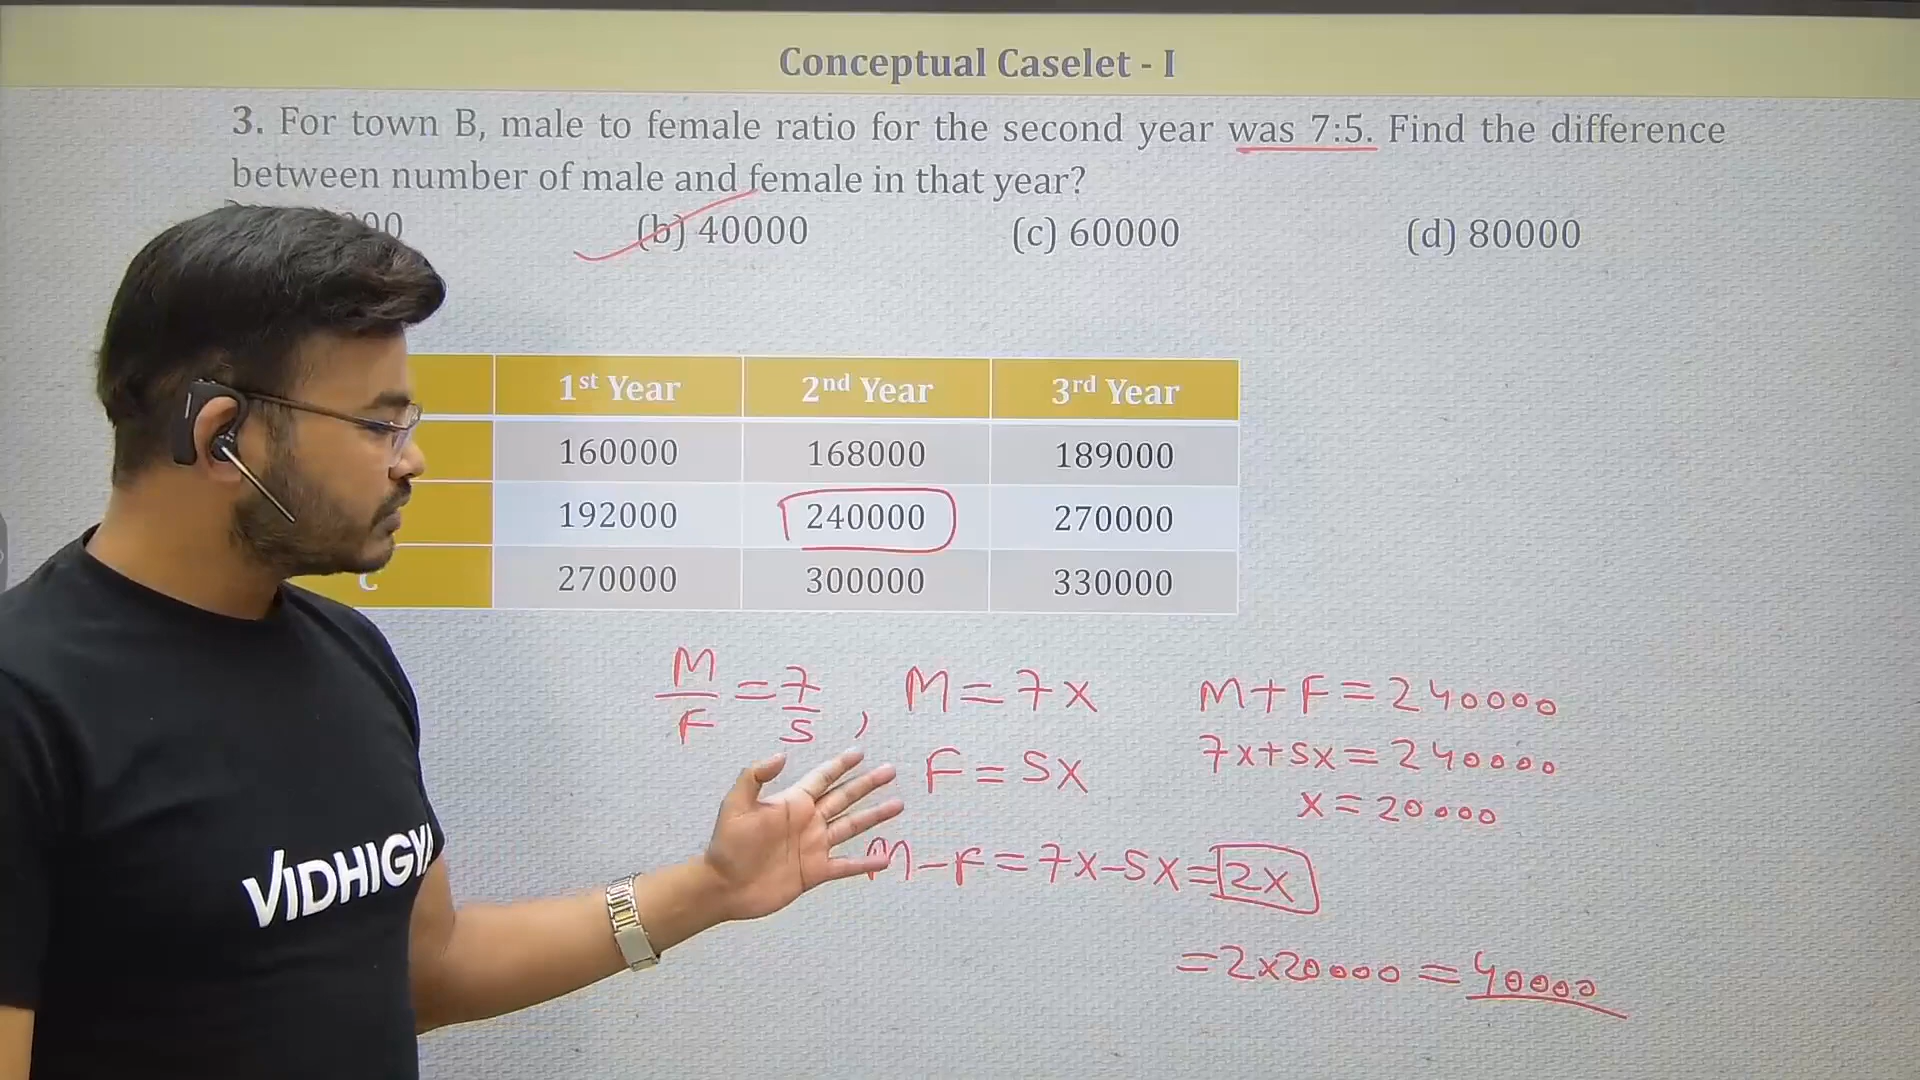 Conceptual Caselet - I
3. For town B, male to female ratio for the second year was 7:5. Find the difference
between number of male and female in that year?
(b) 40000 (c) 60000 (d) 80000
1st Year 2nd Year 3rd Year
160000 168000 189000
192000 240000 270000
C 270000 300000 330000
M/F = 7/5 , M = 7x
F = 5x
M + F = 240000
7x + 5x = 240000
x = 20000
M - F = 7x - 5x = 2x
= 2x20000 = 40000
VIDHIGYA